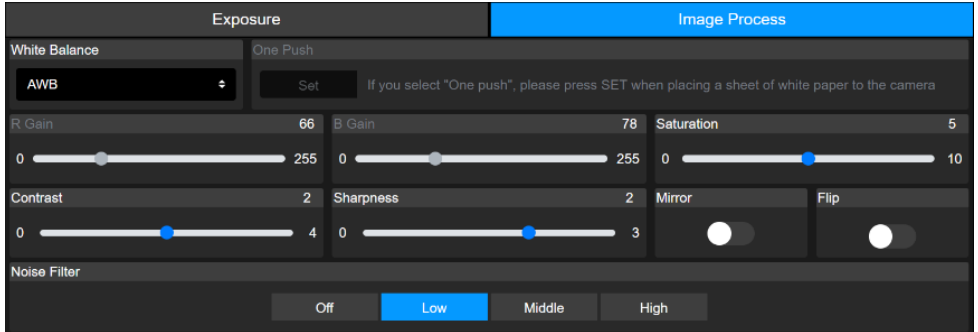 Exposure Image Process
White Balance One Push
AWB Set If you select "One push", please press SET when placing a sheet of white paper to the camera
R Gain 66 B Gain 78 Saturation 5
0 255 0 255 0 10
Contrast 2 Sharpness 2 Mirror Flip
0 4 0 3
Noise Filter
Off Low Middle High